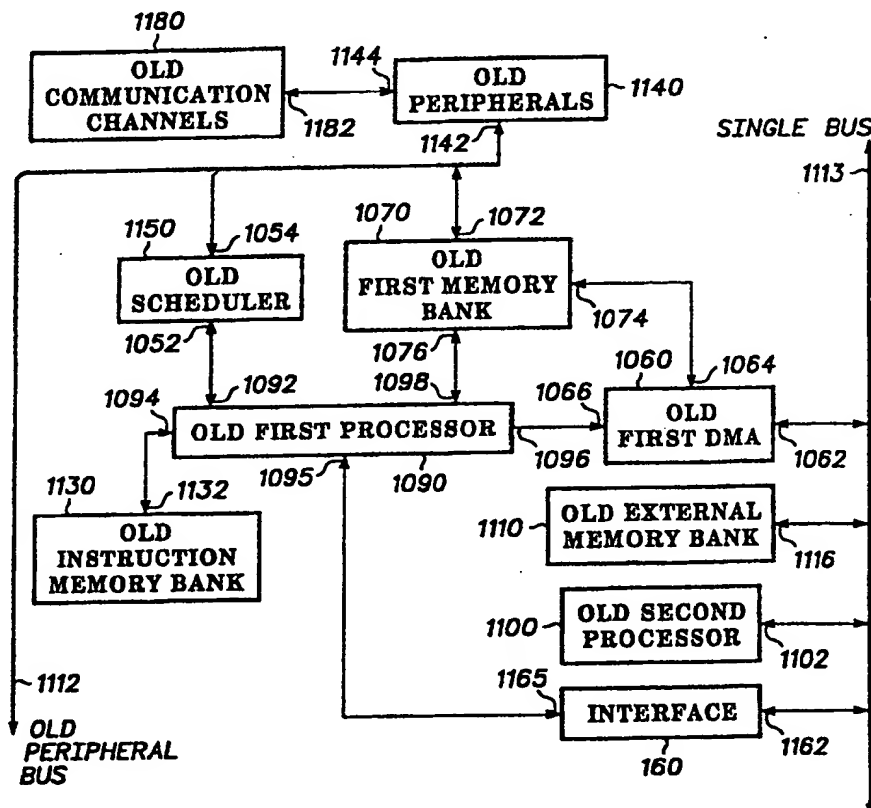 1180
OLD
COMMUNICATION
CHANNELS
1182
1144
OLD
PERIPHERALS
1140
1142
SINGLE BUS
1113
1150
1054
OLD
SCHEDULER
1052
1070
1072
OLD
FIRST MEMORY
BANK
1074
1076
1060
1064
1094
1092
1098
1066
OLD FIRST PROCESSOR
OLD
FIRST DMA
1095
1090
1096
1062
1130
1132
OLD
INSTRUCTION
MEMORY BANK
1110
OLD EXTERNAL
MEMORY BANK
1116
1100
OLD SECOND
PROCESSOR
1102
1112
1165
INTERFACE
160
1162
OLD
PERIPHERAL
BUS